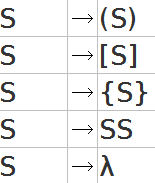 S → (S)
S → [S]
S → {S}
S → SS
S → λ